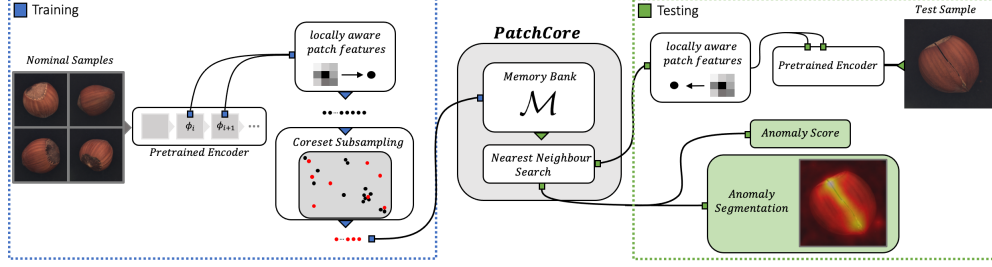 Training
Nominal Samples
ϕi
ϕi+1
Pretrained Encoder
locally aware
patch features
Coreset Subsampling
PatchCore
Memory Bank
ℳ
Nearest Neighbour
Search
Testing
locally aware
patch features
Pretrained Encoder
Test Sample
Anomaly Score
Anomaly
Segmentation